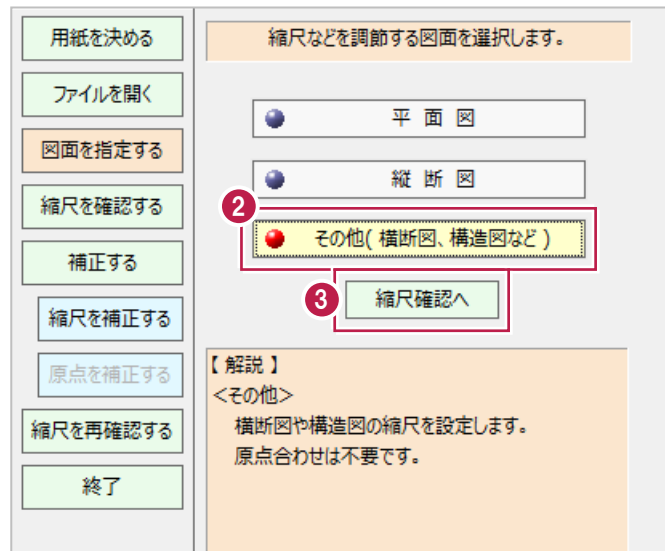 用紙を決める
ファイルを開く
図面を指定する
縮尺を確認する
補正する
縮尺を補正する
原点を補正する
縮尺を再確認する
終了
縮尺などを調節する図面を選択します。
平 面 図
縦 断 図
2
その他( 横断図、構造図など )
3
縮尺確認へ
【 解説 】
<その他>
横断図や構造図の縮尺を設定します。
原点合わせは不要です。